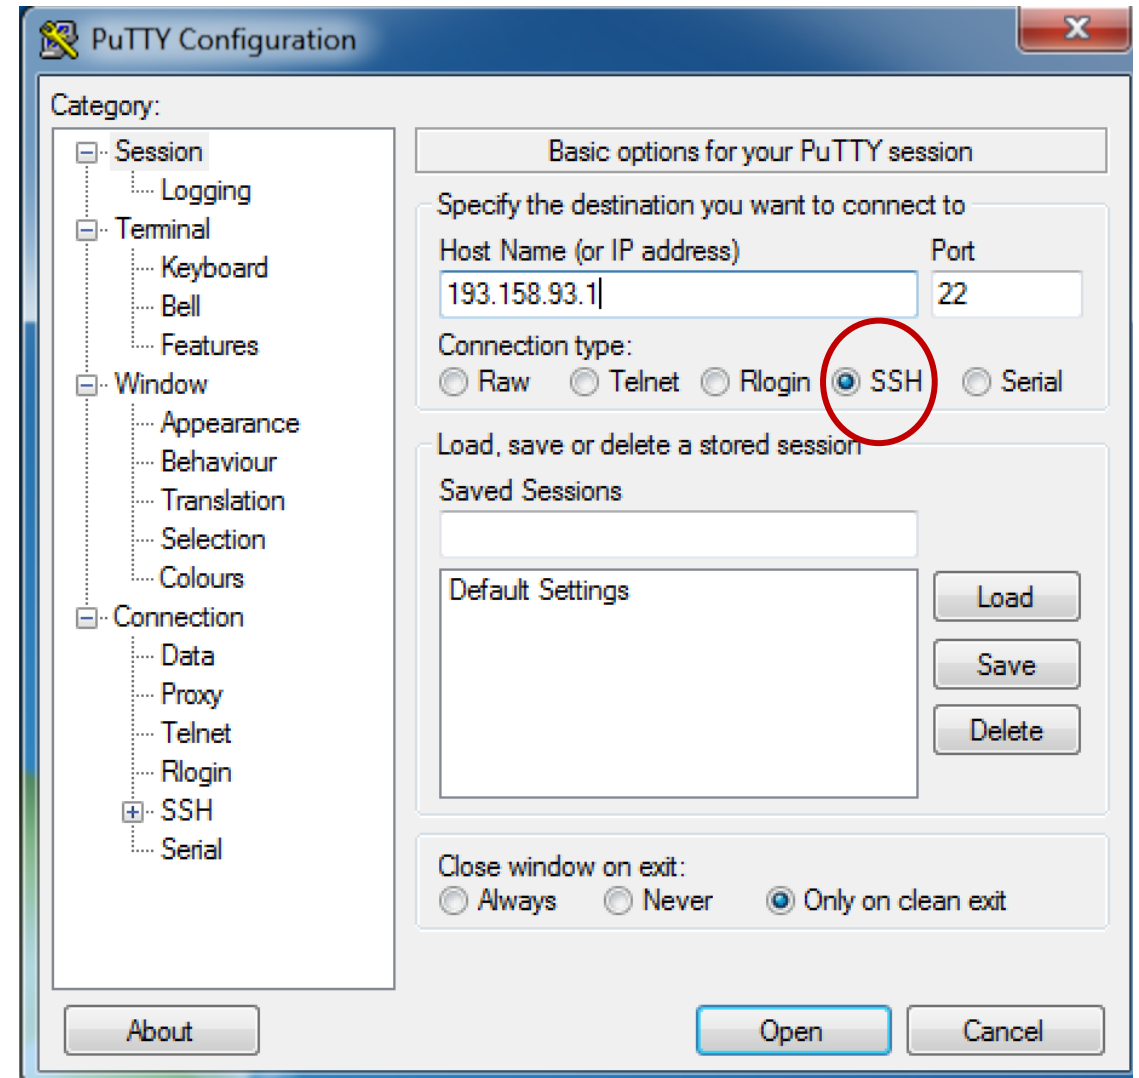 PuTTY Configuration
X
Category:
Session
Logging
Terminal
Keyboard
Bell
Features
Window
Appearance
Behaviour
Translation
Selection
Colours
Connection
Data
Proxy
Telnet
Rlogin
SSH
Serial
Basic options for your PuTTY session
Specify the destination you want to connect to
Host Name (or IP address) Port
193.158.93.1 22
Connection type:
Raw Telnet Rlogin SSH Serial
Load, save or delete a stored session
Saved Sessions
Default Settings
Load
Save
Delete
Close window on exit:
Always Never Only on clean exit
About Open Cancel